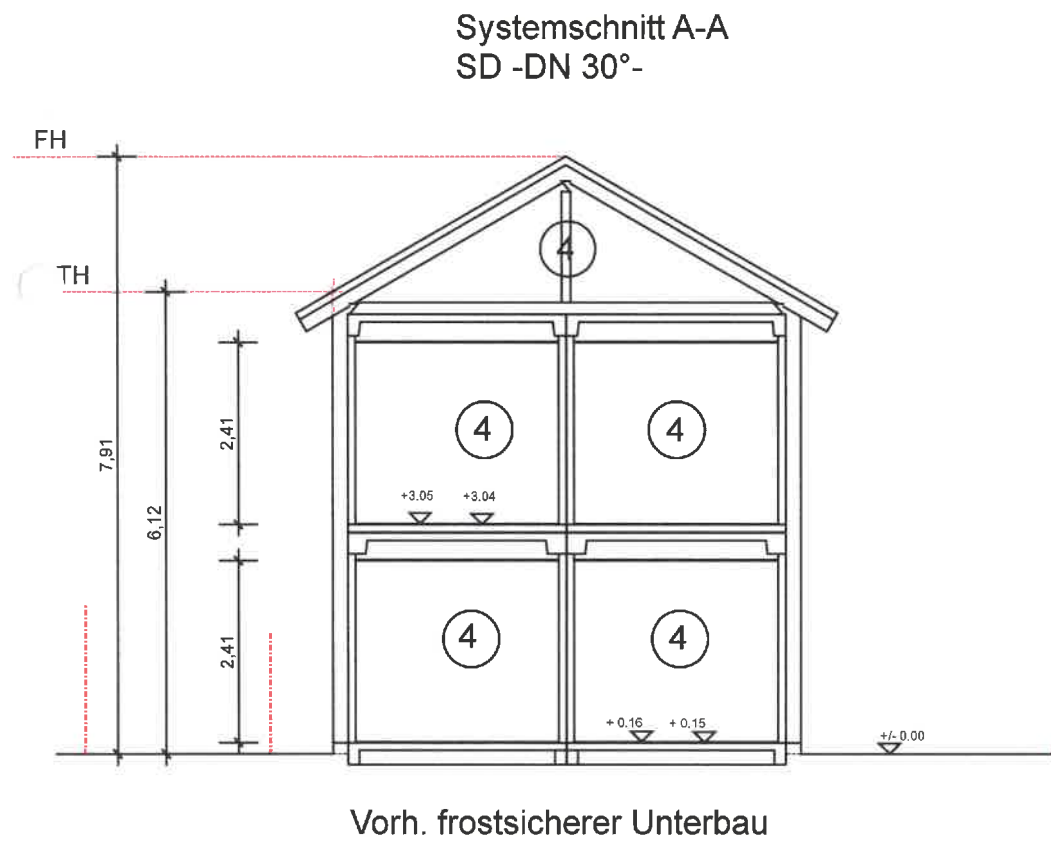 Systemschnitt A-A
SD -DN 30°-
FH
TH
4
7,91
6,12
2,41
4
4
+3.05
+3.04
2,41
4
4
+ 0.16
+ 0.15
+/- 0.00
Vorh. frostsicherer Unterbau